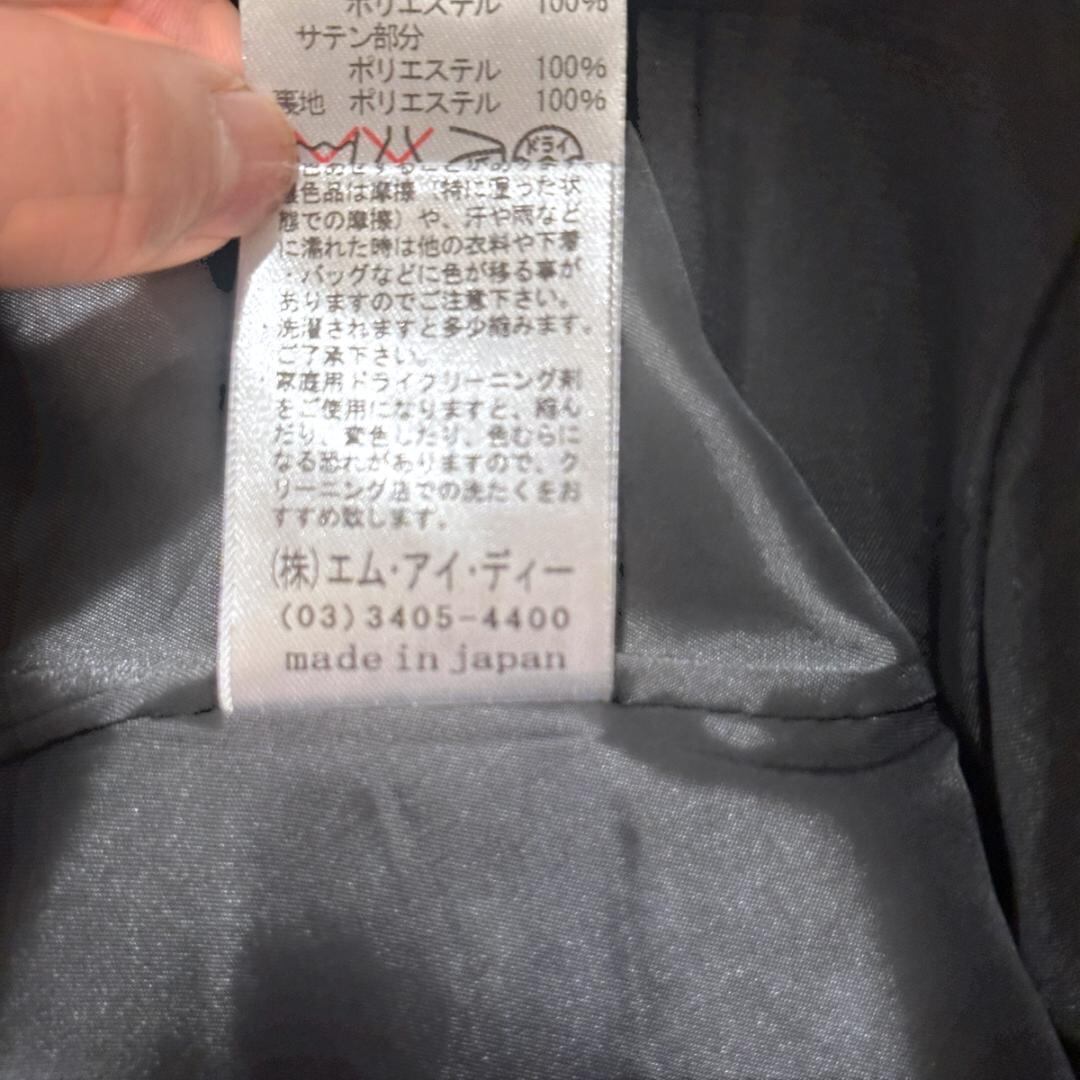 ポリエステル 100%
サテン部分
ポリエステル 100%
裏地 ポリエステル 100%
ドライ
色品は摩擦（特に湿った状
態での摩擦）や、汗や雨など
に濡れた時は他の衣料や下着
・バッグなどに色が移る事が
ありますのでご注意下さい。
洗濯されますと多少縮みます。
ご了承下さい。
家庭用ドライクリーニング剤
をご使用になりますと、縮ん
だり、変色したり、色むらに
なる恐れがありますので、ク
リーニング店での洗たくをお
すすめ致します。
(株)エム・アイ・ディー
(03)3405-4400
made in japan